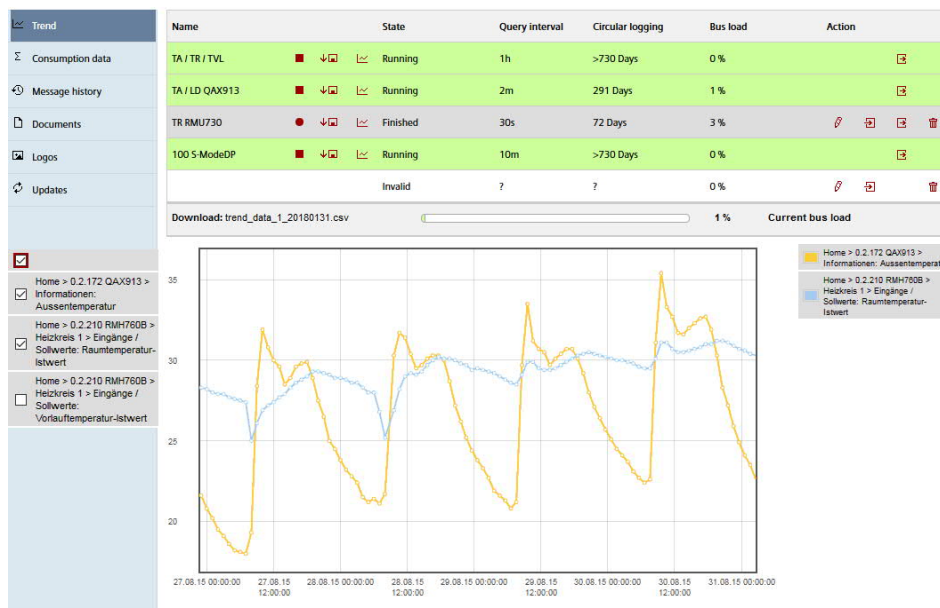 Trend
Consumption data
Message history
Documents
Logos
Updates
Name State Query interval Circular logging Bus load Action
TA / TR / TVL Running 1h >730 Days 0 %
TA / LD QAX913 Running 2m 291 Days 1 %
TR RMU730 Finished 30s 72 Days 3 %
100 S-ModeDP Running 10m >730 Days 0 %
Invalid ? ? 0 %
Download: trend_data_1_20180131.csv 1 % Current bus load
Home > 0.2.172 QAX913 >
Informationen:
Aussentemperatur
Home > 0.2.210 RMH760B >
Heizkreis 1 > Eingänge /
Sollwerte: Raumtemperatur-
Istwert
Home > 0.2.210 RMH760B >
Heizkreis 1 > Eingänge /
Sollwerte:
Vorlauftemperatur-Istwert
35
30
25
20
27.08.15 00:00:00
27.08.15
12:00:00
28.08.15 00:00:00
28.08.15
12:00:00
29.08.15 00:00:00
29.08.15
12:00:00
30.08.15 00:00:00
30.08.15
12:00:00
31.08.15 00:00:00
Home > 0.2.172 QAX913 >
Informationen: Aussentemperat
Home > 0.2.210 RMH760B >
Heizkreis 1 > Eingänge /
Sollwerte: Raumtemperatur-
Istwert